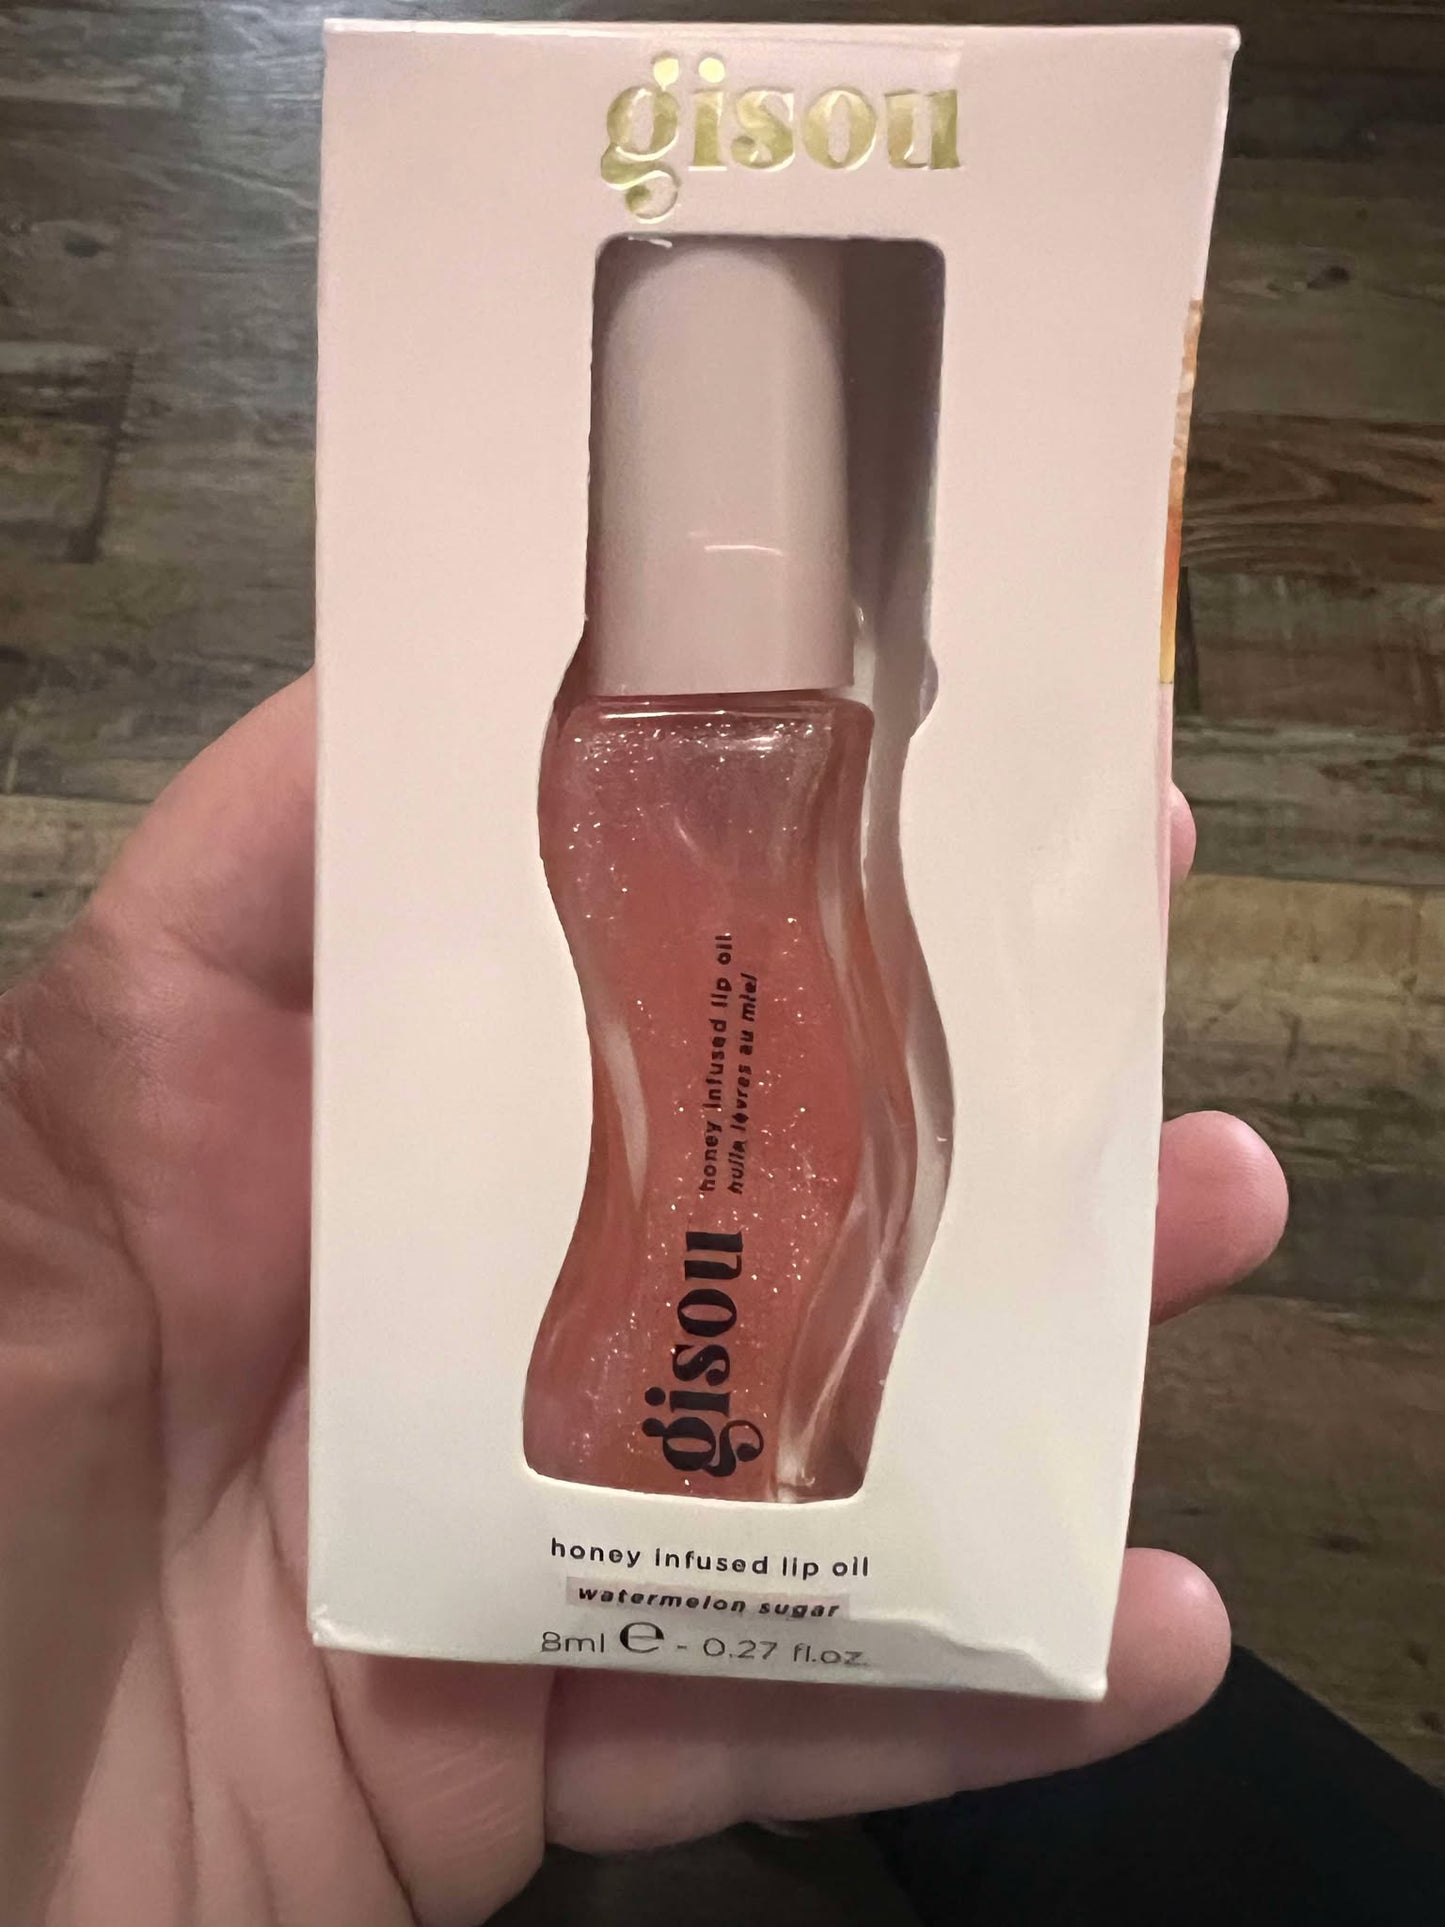 gisou
honey infused lip oil
huile lèvres au miel
gisou
honey infused lip oil
watermelon sugar
8ml ℮ - 0.27 fl.oz.